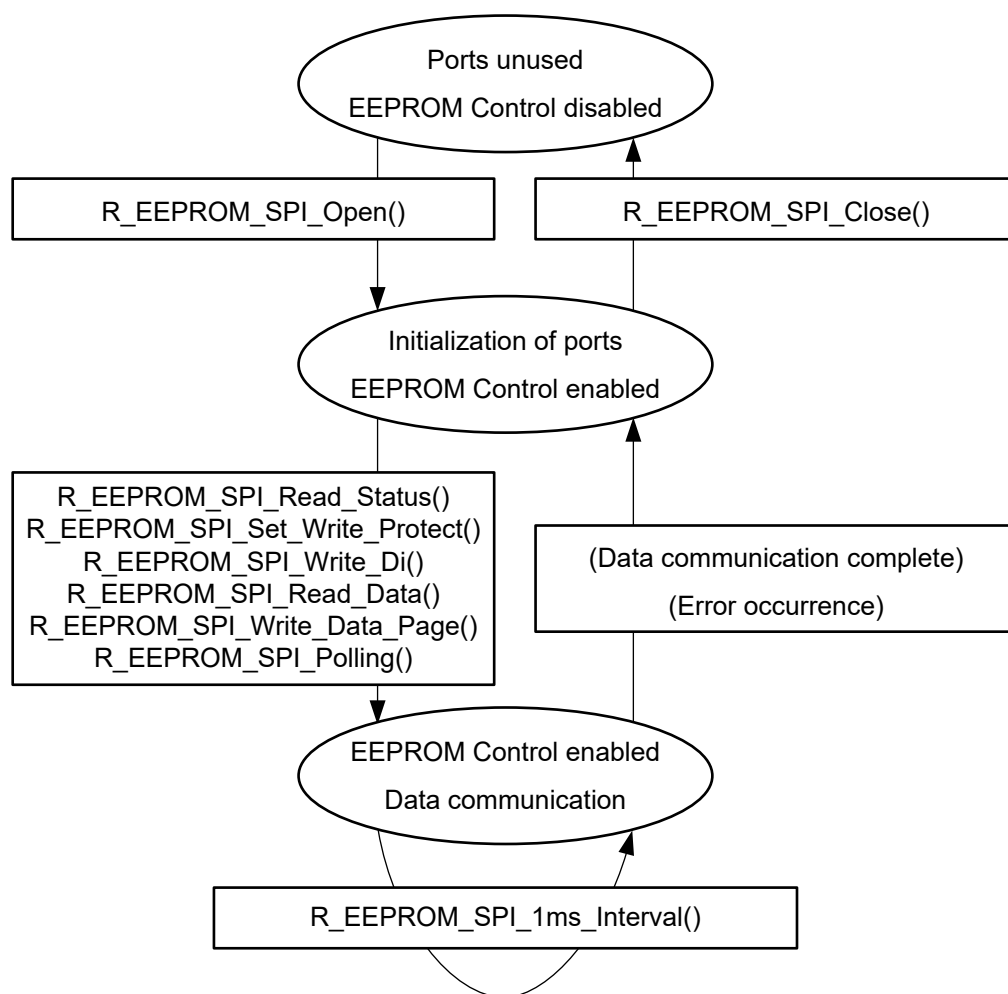 Ports unused
EEPROM Control disabled
R_EEPROM_SPI_Open()
R_EEPROM_SPI_Close()
Initialization of ports
EEPROM Control enabled
R_EEPROM_SPI_Read_Status()
R_EEPROM_SPI_Set_Write_Protect()
R_EEPROM_SPI_Write_Di()
R_EEPROM_SPI_Read_Data()
R_EEPROM_SPI_Write_Data_Page()
R_EEPROM_SPI_Polling()
(Data communication complete)
(Error occurrence)
EEPROM Control enabled
Data communication
R_EEPROM_SPI_1ms_Interval()